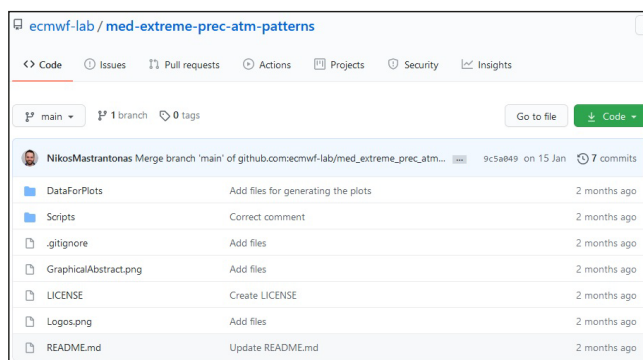 ecmwf-lab / med-extreme-prec-atm-patterns
Code Issues Pull requests Actions Projects Security Insights
main 1 branch 0 tags Go to file Code
NikosMastrantonas Merge branch 'main' of github.com:ecmwf-lab/med_extreme_prec_atm... ... 9c5a049 on 15 Jan 7 commits
DataForPlots Add files for generating the plots 2 months ago
Scripts Correct comment 2 months ago
.gitignore Add files 2 months ago
GraphicalAbstract.png Add files 2 months ago
LICENSE Create LICENSE 2 months ago
Logos.png Add files 2 months ago
README.md Update README.md 2 months ago